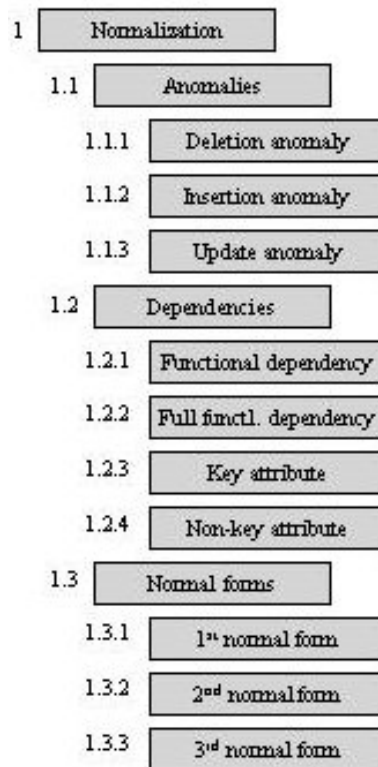 1 Normalization
1.1 Anomalies
1.1.1 Deletion anomaly
1.1.2 Insertion anomaly
1.1.3 Update anomaly
1.2 Dependencies
1.2.1 Functional dependency
1.2.2 Full functl. dependency
1.2.3 Key attribute
1.2.4 Non-key attribute
1.3 Normal forms
1.3.1 1st normal form
1.3.2 2nd normal form
1.3.3 3rd normal form